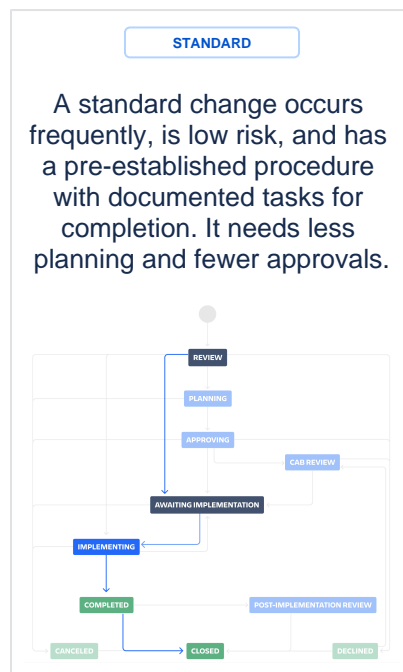 STANDARD
A standard change occurs
frequently, is low risk, and has
a pre-established procedure
with documented tasks for
completion. It needs less
planning and fewer approvals.
REVIEW
PLANNING
APPROVING
CAB REVIEW
AWAITING IMPLEMENTATION
IMPLEMENTING
COMPLETED
POST-IMPLEMENTATION REVIEW
CANCELED
CLOSED
DECLINED